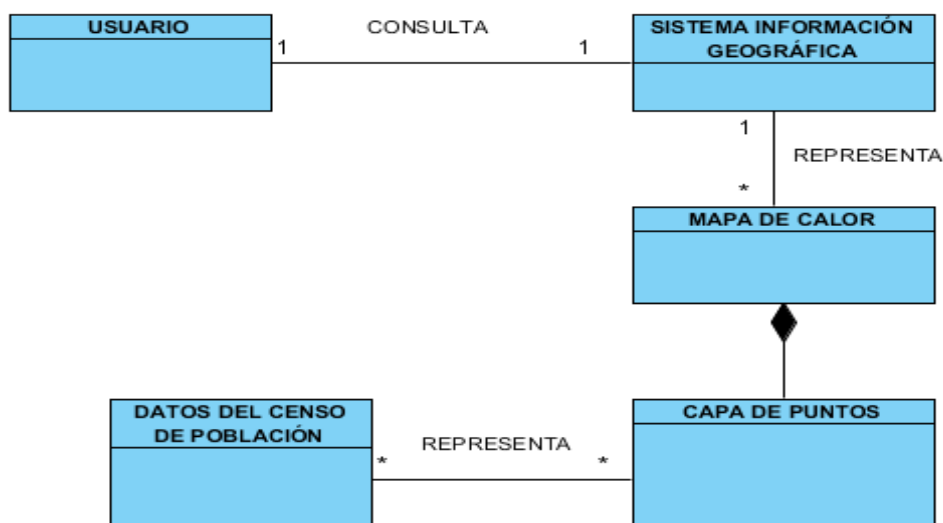 USUARIO
CONSULTA
SISTEMA INFORMACIÓN
GEOGRÁFICA
1
1
1
REPRESENTA
*
MAPA DE CALOR
DATOS DEL CENSO
DE POBLACIÓN
CAPA DE PUNTOS
REPRESENTA
*
*